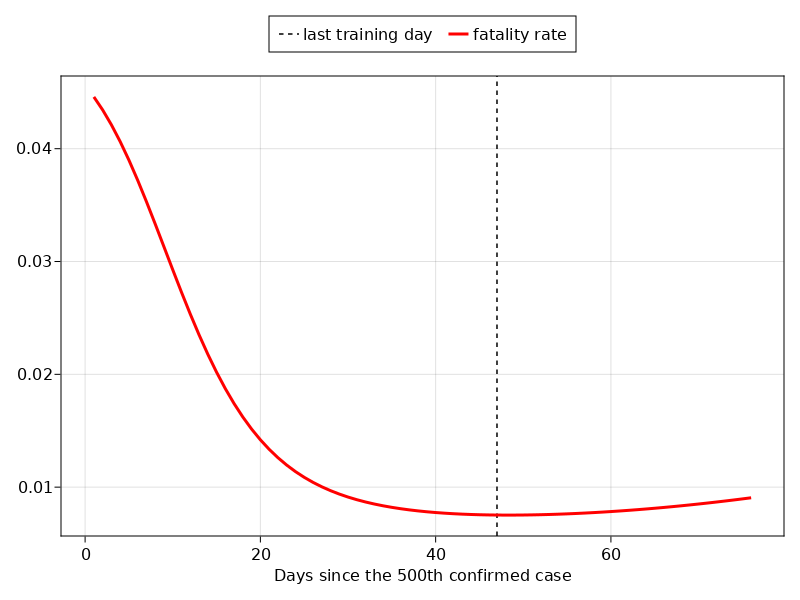 last training day fatality rate
0.04
0.03
0.02
0.01
0 20 40 60
Days since the 500th confirmed case